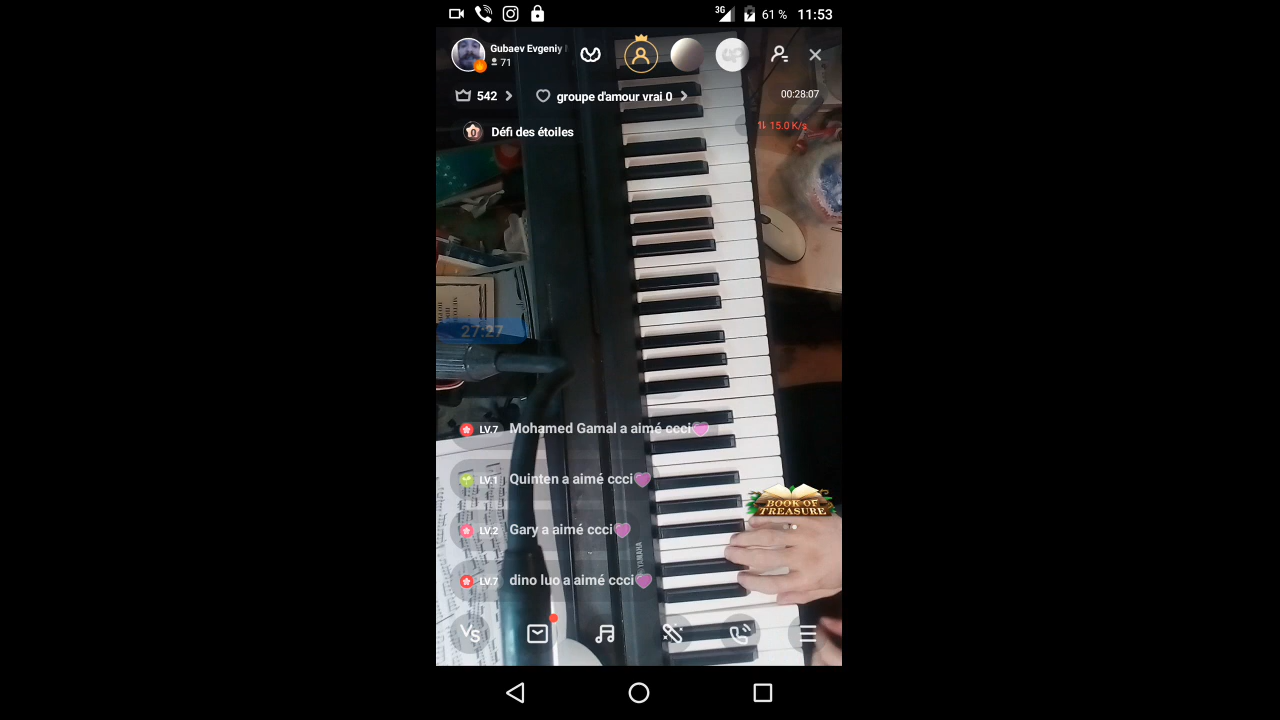 3G 61 % 11:53
Gubaev Evgeniy
71
542 groupe d'amour vrai 0 00:28:07
0 Défi des étoiles 15.0 K/s
27:27
LV.7 Mohamed Gamal a aimé ccci
LV.1 Quinten a aimé ccci
LV.2 Gary a aimé ccci
LV.7 dino luo a aimé ccci
BOOK OF
TREASURE
YAMAHA
VS